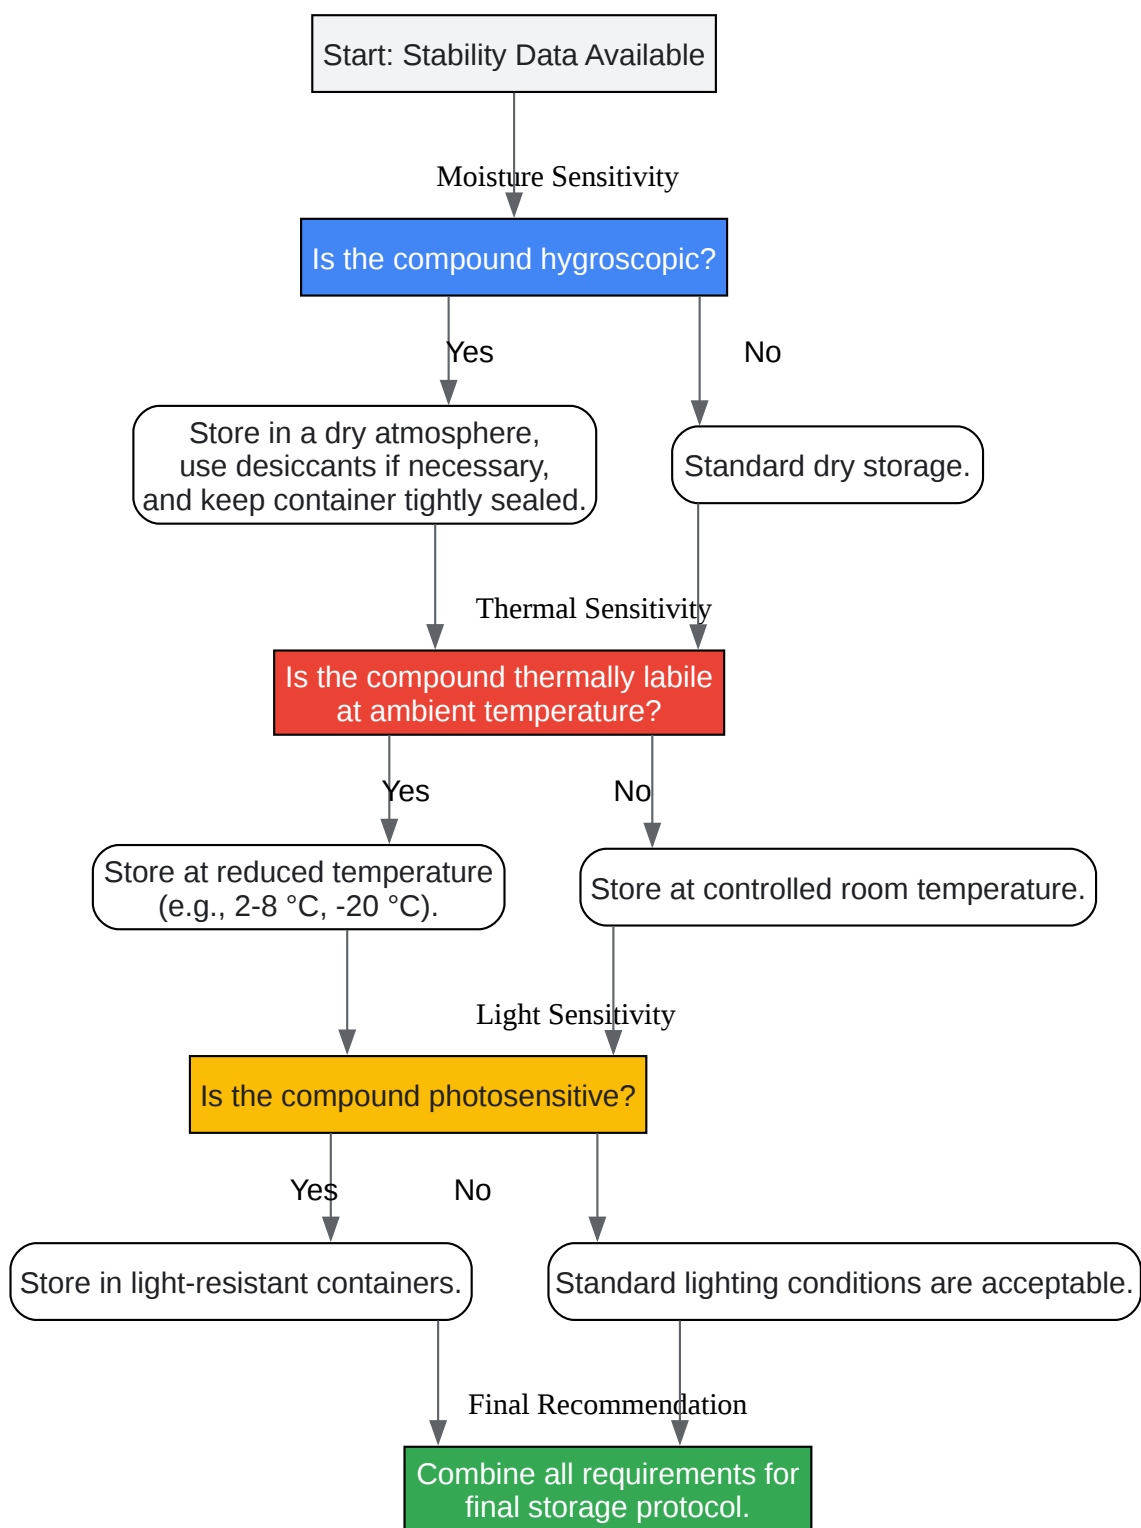 Start: Stability Data Available
Moisture Sensitivity
Is the compound hygroscopic?
Yes
No
Store in a dry atmosphere,
use desiccants if necessary,
and keep container tightly sealed.
Standard dry storage.
Thermal Sensitivity
Is the compound thermally labile
at ambient temperature?
Yes
No
Store at reduced temperature
(e.g., 2-8 °C, -20 °C).
Store at controlled room temperature.
Light Sensitivity
Is the compound photosensitive?
Yes
No
Store in light-resistant containers.
Standard lighting conditions are acceptable.
Final Recommendation
Combine all requirements for
final storage protocol.